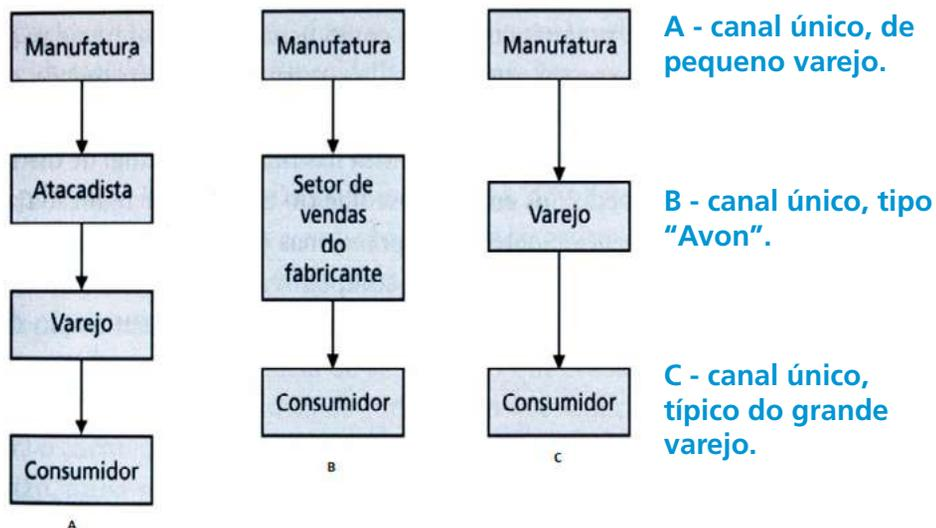 Manufatura
Atacadista
Varejo
Consumidor
A
Manufatura
Setor de
vendas
do
fabricante
Consumidor
B
Manufatura
Varejo
Consumidor
C
A - canal único, de
pequeno varejo.
B - canal único, tipo
“Avon”.
C - canal único,
típico do grande
varejo.